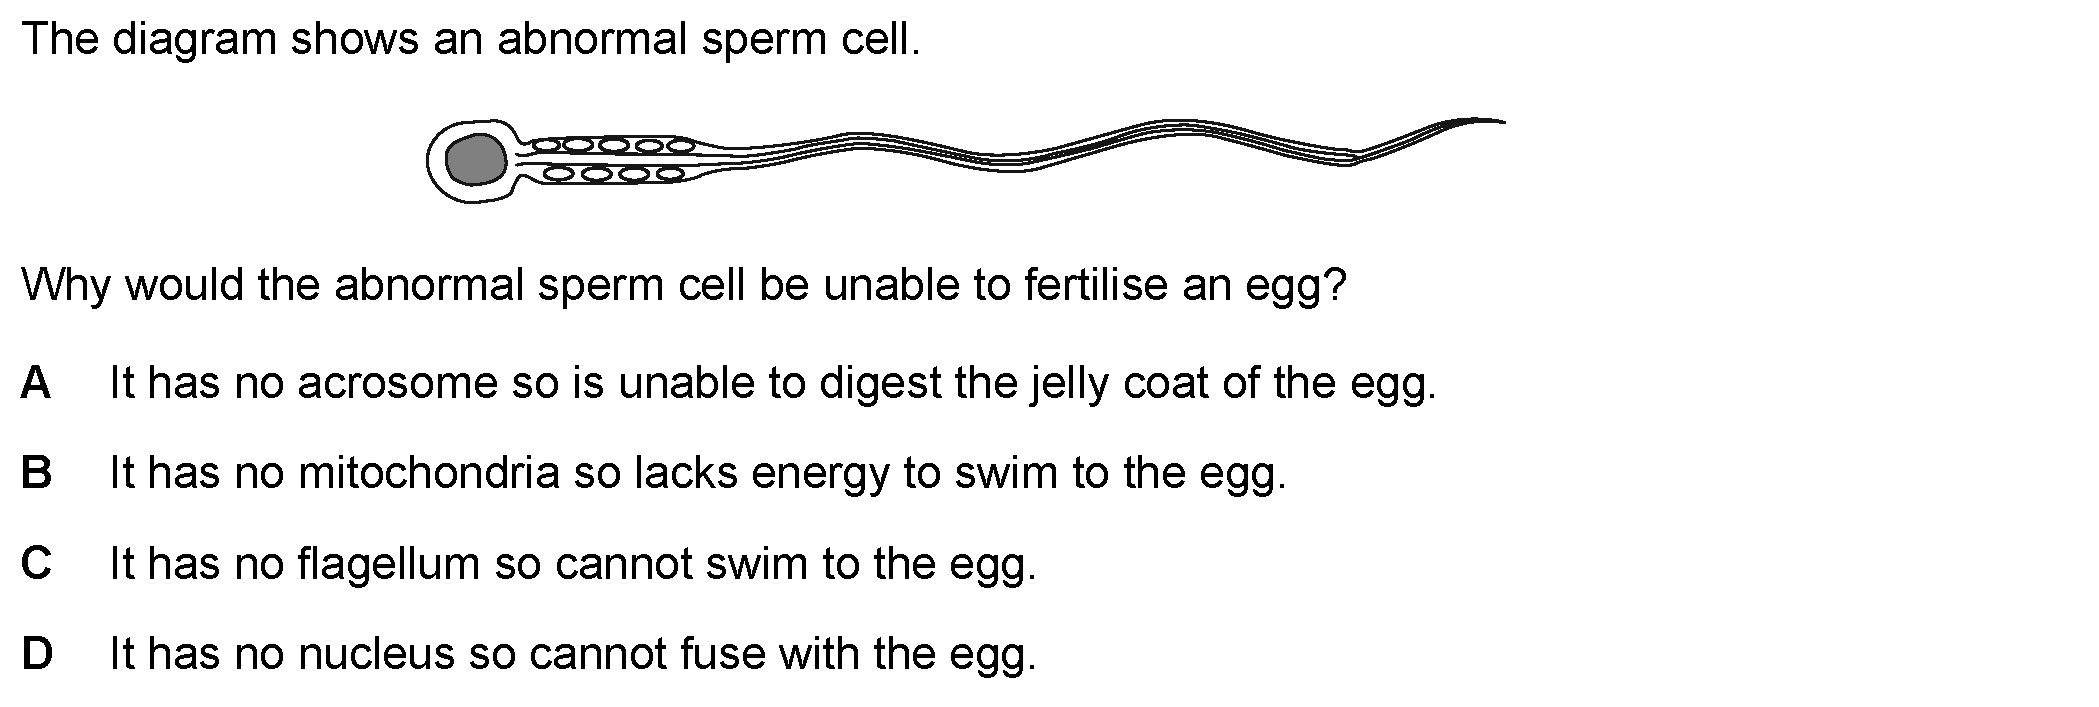 The diagram shows an abnormal sperm cell.
Why would the abnormal sperm cell be unable to fertilise an egg?
A It has no acrosome so is unable to digest the jelly coat of the egg.
B It has no mitochondria so lacks energy to swim to the egg.
C It has no flagellum so cannot swim to the egg.
D It has no nucleus so cannot fuse with the egg.